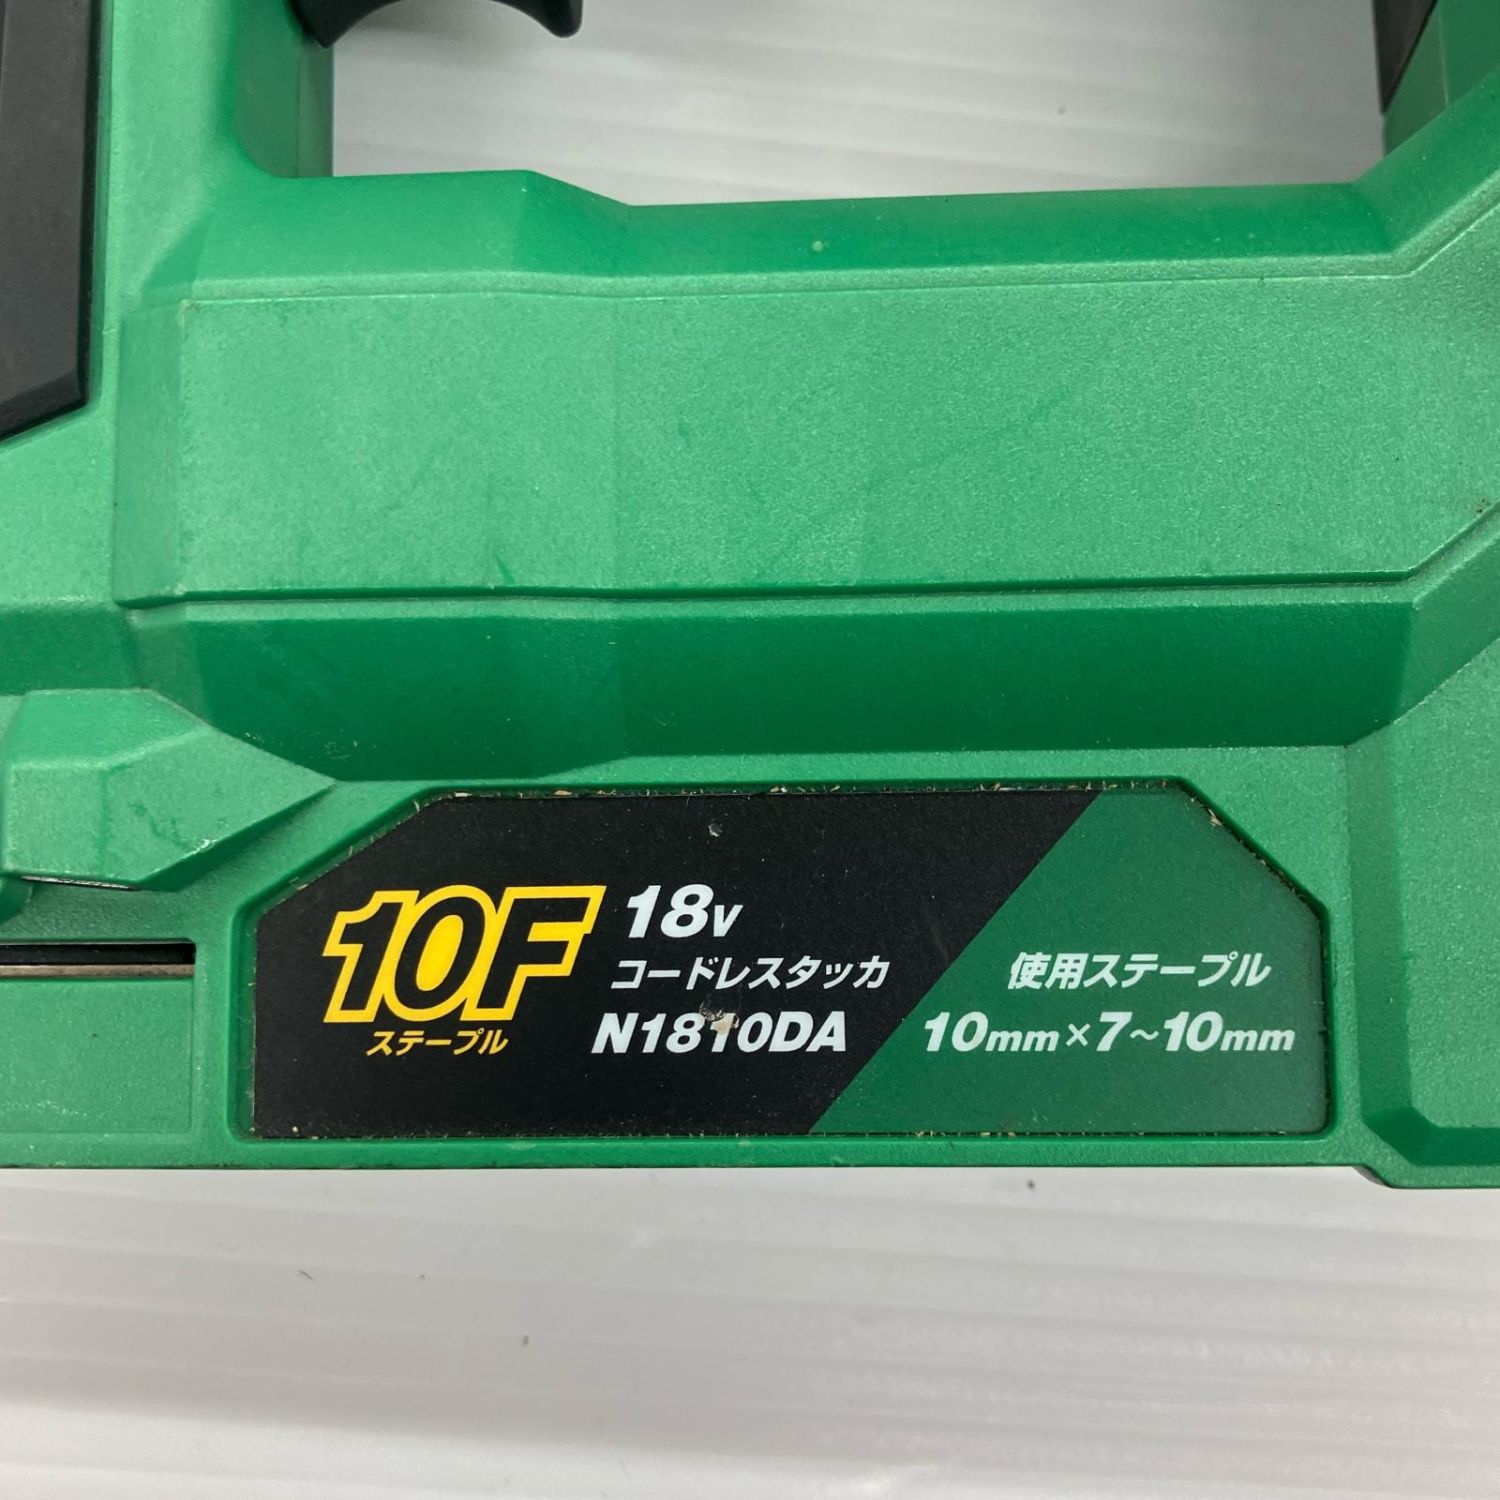 10F
ステープル
18V
コードレスタッカ
N1810DA
使用ステープル
10mm×7~10mm